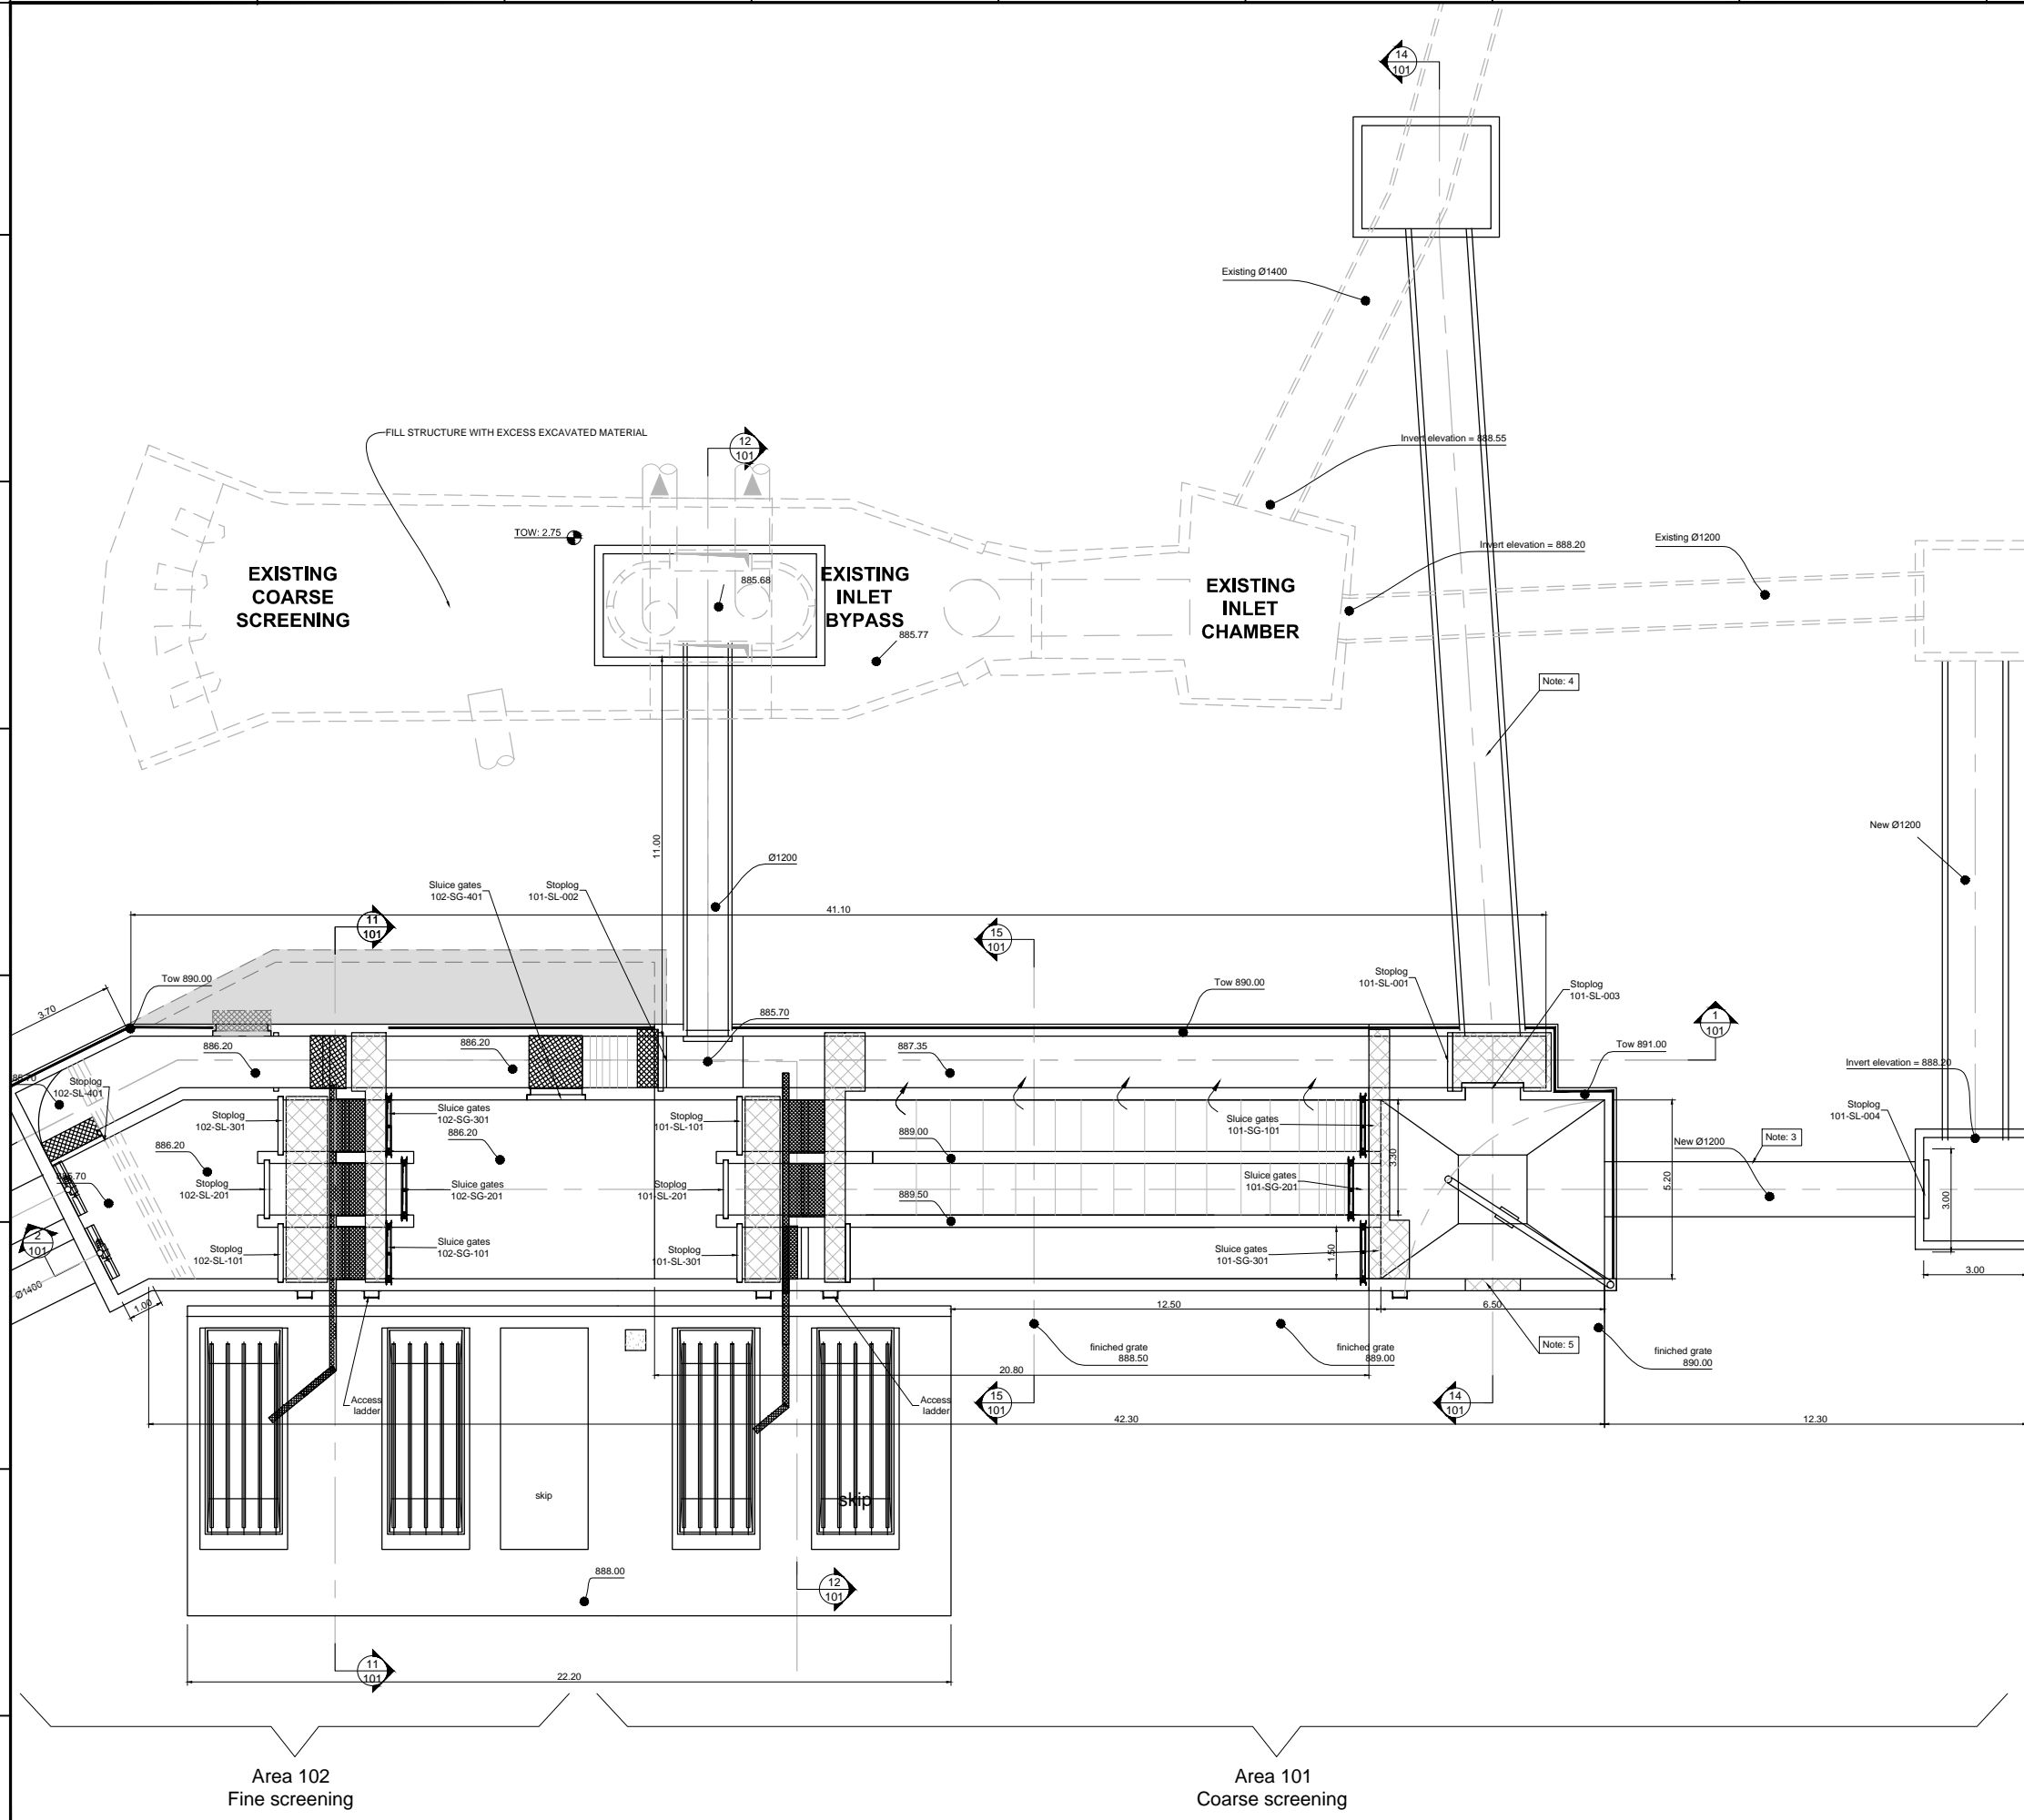 14
101
Existing Ø1400
FILL STRUCTURE WITH EXCESS EXCAVATED MATERIAL
12
101
Invert elevation = 888.55
TOW: 2.75
Invert elevation = 888.20
Existing Ø1200
EXISTING
COARSE
SCREENING
885.68
EXISTING
INLET
BYPASS
EXISTING
INLET
CHAMBER
885.77
Note: 4
New Ø1200
11.00
Ø1200
Sluice gates
102-SG-401
Stoplog
101-SL-002
41.10
11
101
15
101
Tow 890.00
3.70
Tow 890.00
Stoplog
101-SL-001
Stoplog
101-SL-003
885.70
1
101
886.20
886.20
887.35
Tow 891.00
Invert elevation = 888.20
Stoplog
102-SL-401
Stoplog
102-SL-301
Sluice gates
102-SG-301
886.20
Stoplog
101-SL-101
889.00
Sluice gates
101-SG-101
3.30
Stoplog
101-SL-004
New Ø1200
Note: 3
886.20
Stoplog
102-SL-201
Sluice gates
102-SG-201
Stoplog
101-SL-201
889.50
Sluice gates
101-SG-201
5.20
3.00
2
101
Stoplog
102-SL-101
Sluice gates
102-SG-101
Stoplog
101-SL-301
Sluice gates
101-SG-301
1.50
Ø1400
1.00
12.50
6.50
3.00
finiched grate
888.50
finiched grate
889.00
Note: 5
finiched grate
890.00
20.80
Access
ladder
Access
ladder
15
101
14
101
42.30
12.30
skip
skip
888.00
12
101
11
101
22.20
Area 102
Fine screening
Area 101
Coarse screening